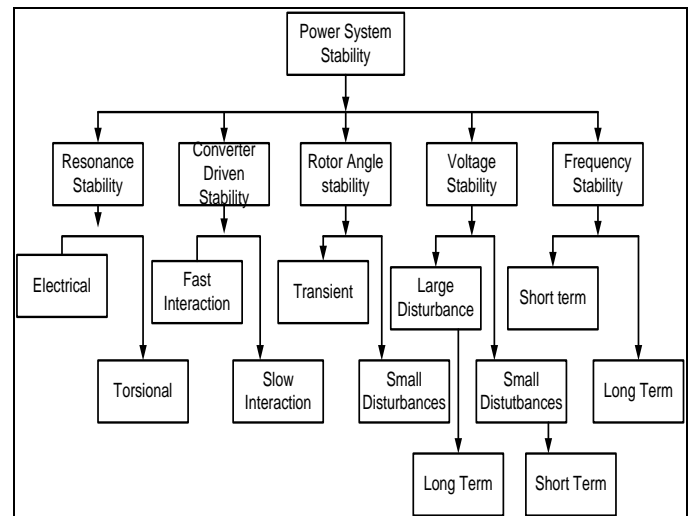 Power System
Stability
Resonance
Stability
Converter
Driven
Stability
Rotor Angle
stability
Voltage
Stability
Frequency
Stability
Electrical
Fast
Interaction
Transient
Large
Disturbance
Short term
Torsional
Slow
Interaction
Small
Disturbances
Small
Distutbances
Long Term
Long Term
Short Term